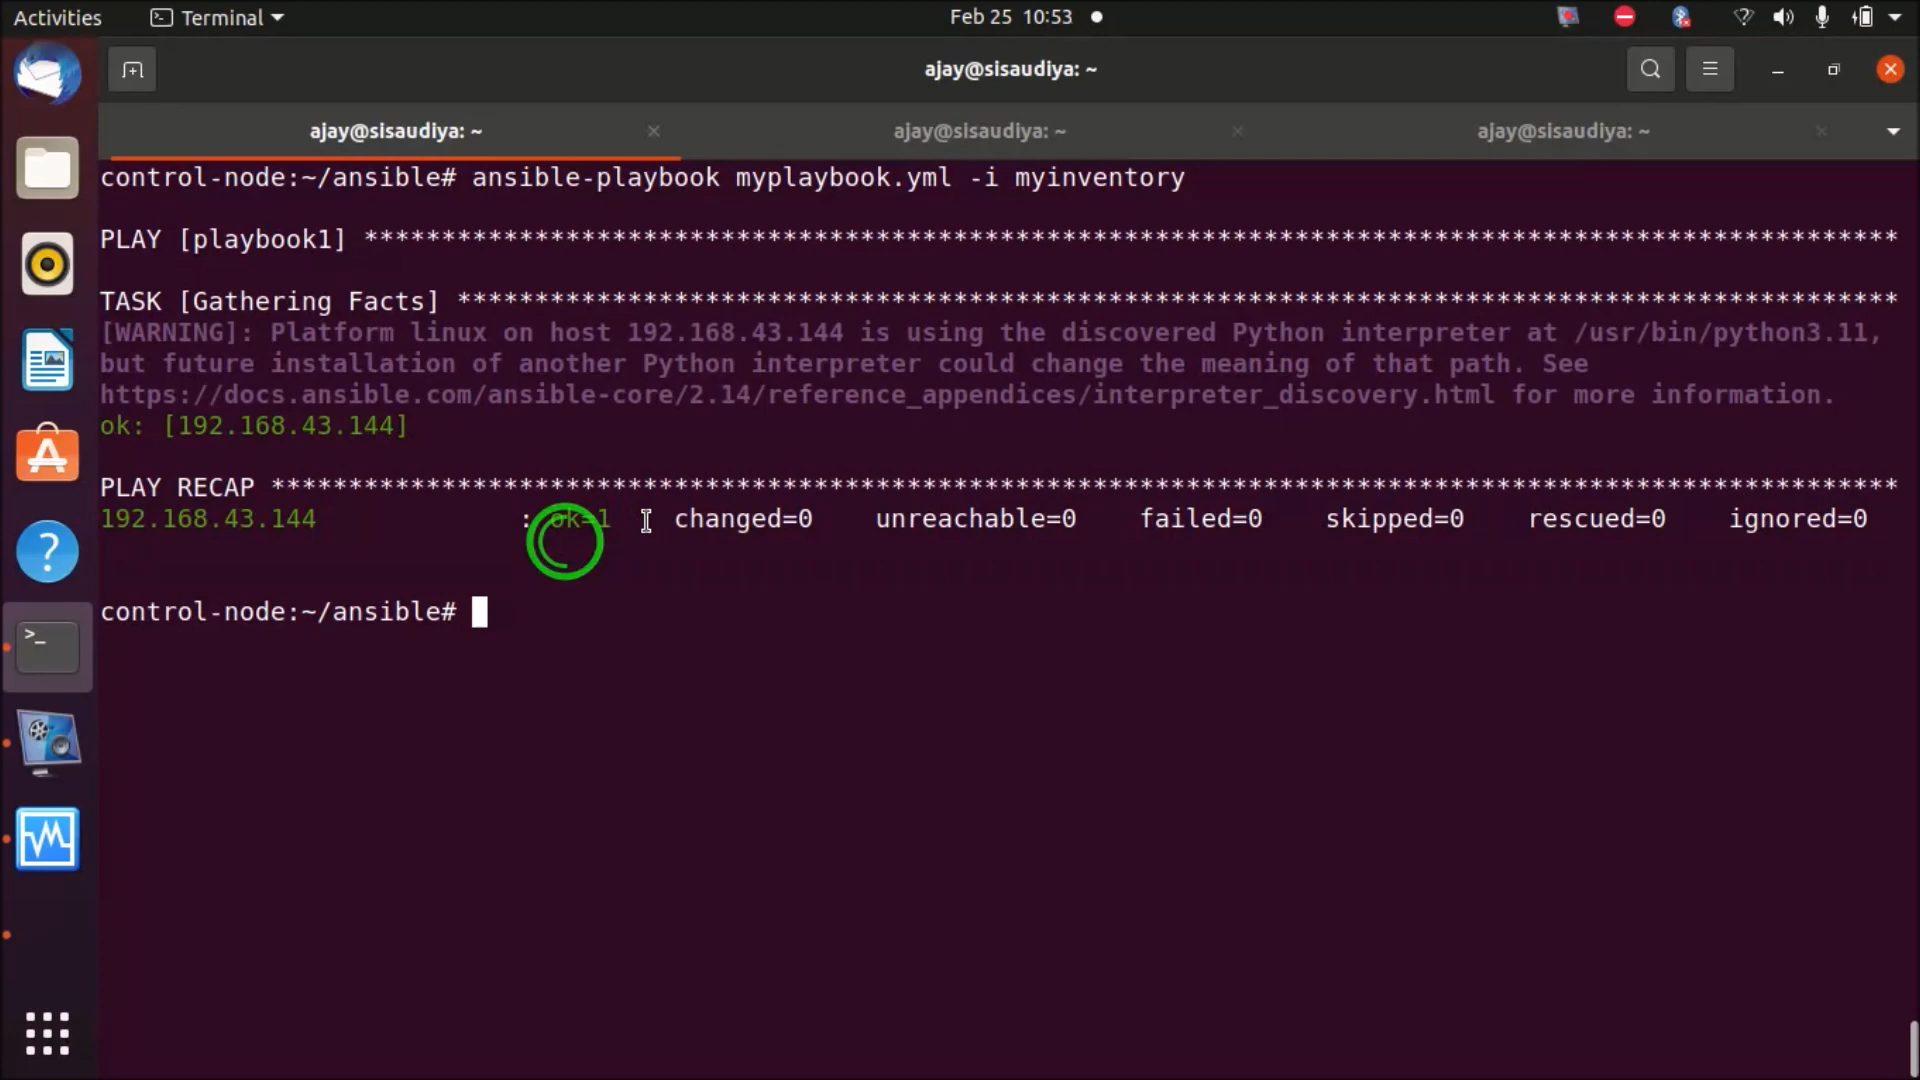 Activities Terminal Feb 25 10:53
ajay@sisaudiya: ~
ajay@sisaudiya: ~ ajay@sisaudiya: ~ ajay@sisaudiya: ~
control-node:~/ansible# ansible-playbook myplaybook.yml -i myinventory
PLAY [playbook1] ***************************************************************************************************
TASK [Gathering Facts] *********************************************************************************************
[WARNING]: Platform linux on host 192.168.43.144 is using the discovered Python interpreter at /usr/bin/python3.11,
but future installation of another Python interpreter could change the meaning of that path. See
https://docs.ansible.com/ansible-core/2.14/reference_appendices/interpreter_discovery.html for more information.
ok: [192.168.43.144]
PLAY RECAP *********************************************************************************************************
192.168.43.144 : ok=1 changed=0 unreachable=0 failed=0 skipped=0 rescued=0 ignored=0
control-node:~/ansible#